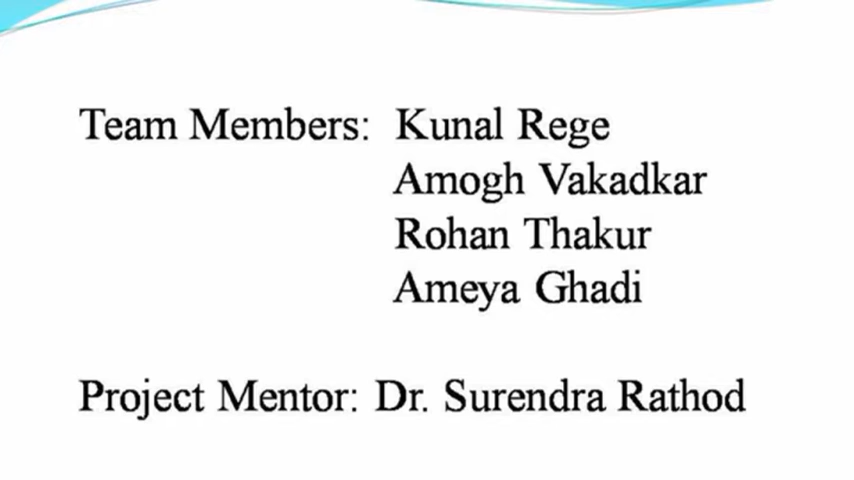 Team Members: Kunal Rege
Amogh Vakadkar
Rohan Thakur
Ameya Ghadi
Project Mentor: Dr. Surendra Rathod